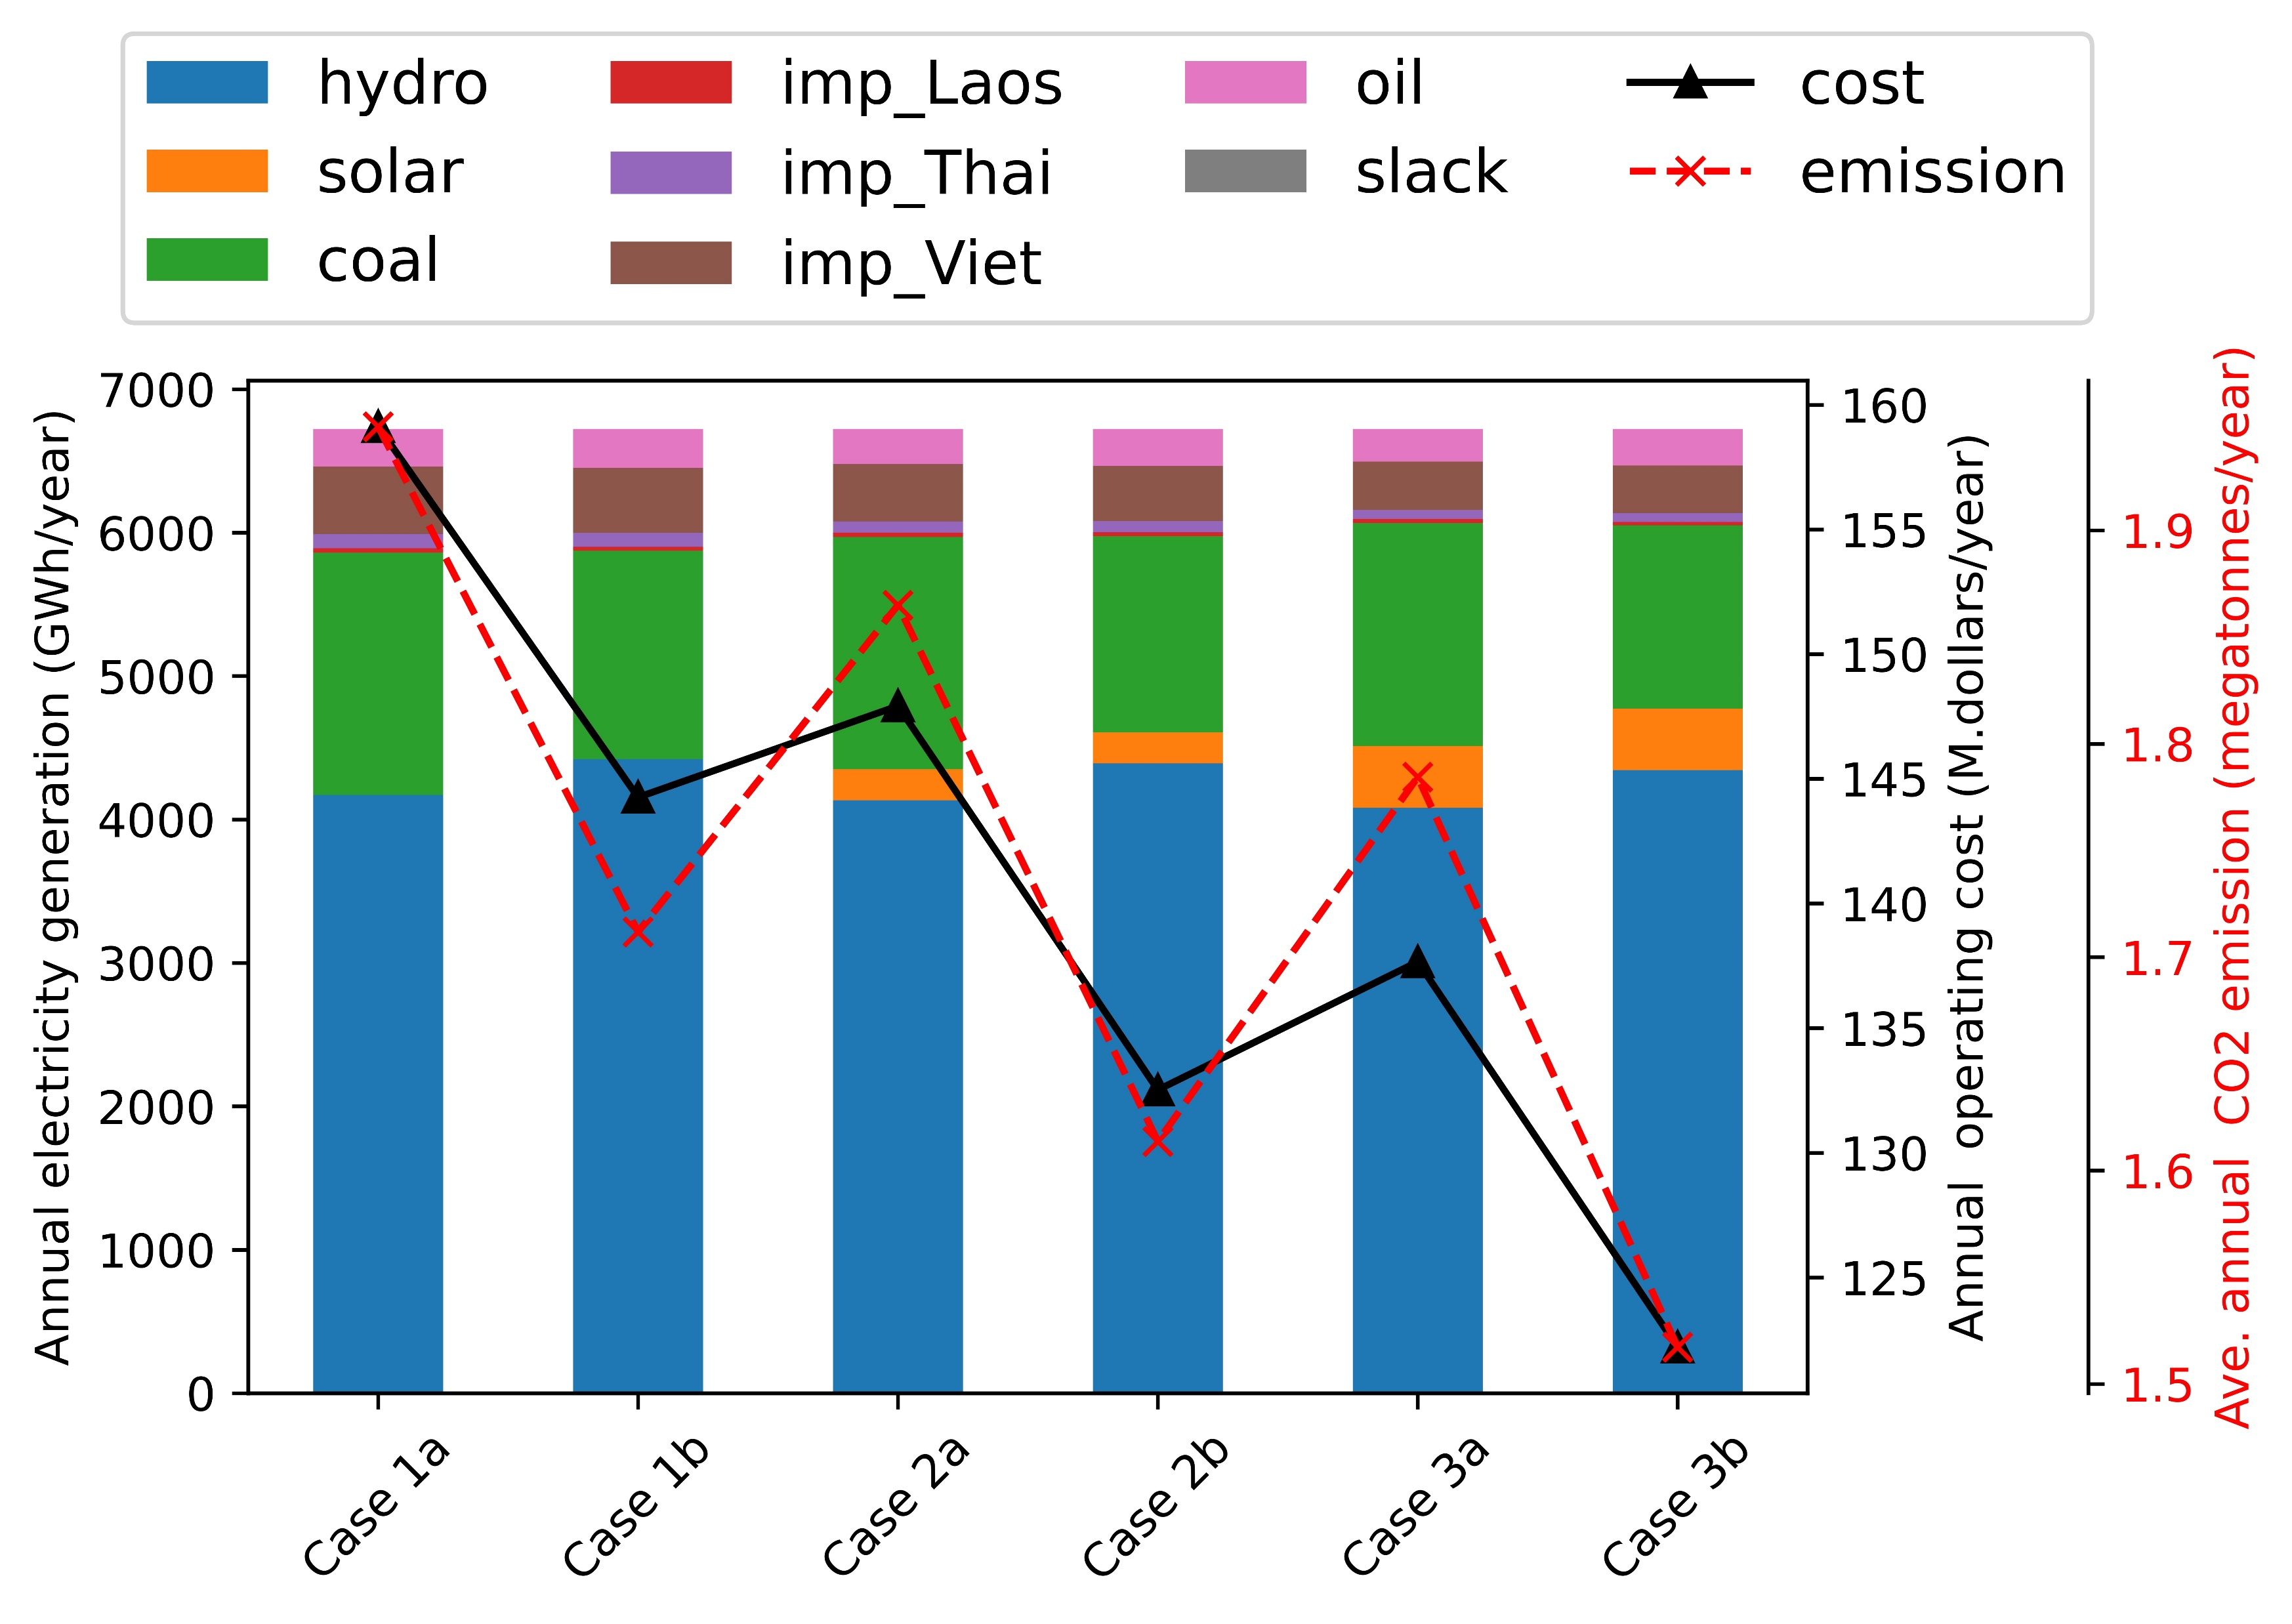 hydro
solar
coal
imp_Laos
imp_Thai
imp_Viet
oil
slack
cost
emission
Annual electricity generation (GWh/year)
7000
6000
5000
4000
3000
2000
1000
0
160
155
150
145
140
135
130
125
Annual  operating cost (M.dollars/year)
1.9
1.8
1.7
1.6
1.5
Ave. annual  CO2 emission (megatonnes/year)
Case 1a
Case 1b
Case 2a
Case 2b
Case 3a
Case 3b